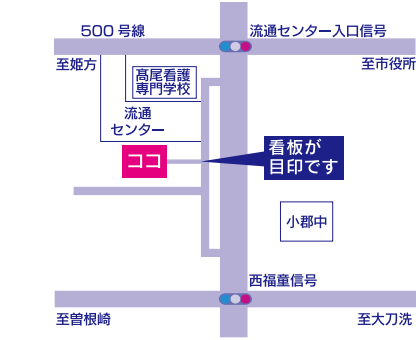 500号線
流通センター入口信号
至姫方
至市役所
髙尾看護
専門学校
流通
センター
ココ
看板が
目印です
小郡中
西福童信号
至曽根崎
至大刀洗